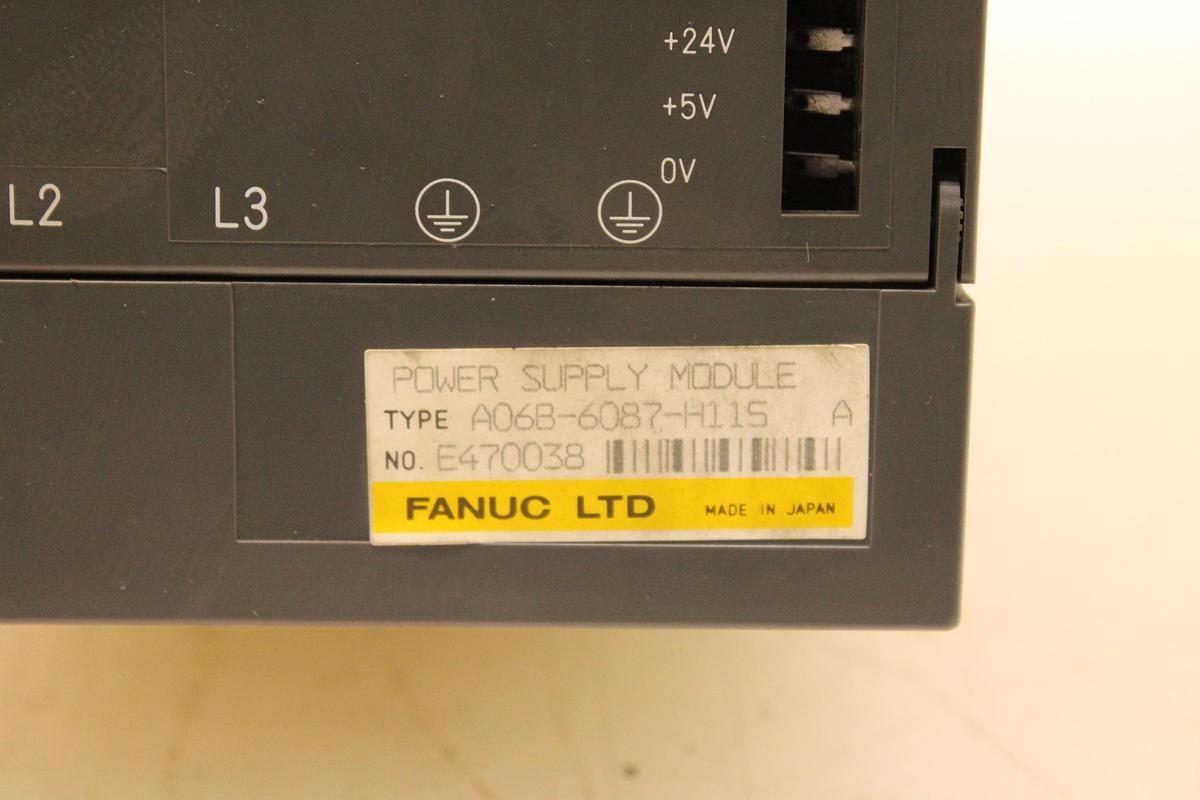 +24V
+5V
0V
L2 L3
POWER SUPPLY MODULE
TYPE A06B-6087-H115 A
NO. E470038
FANUC LTD MADE IN JAPAN